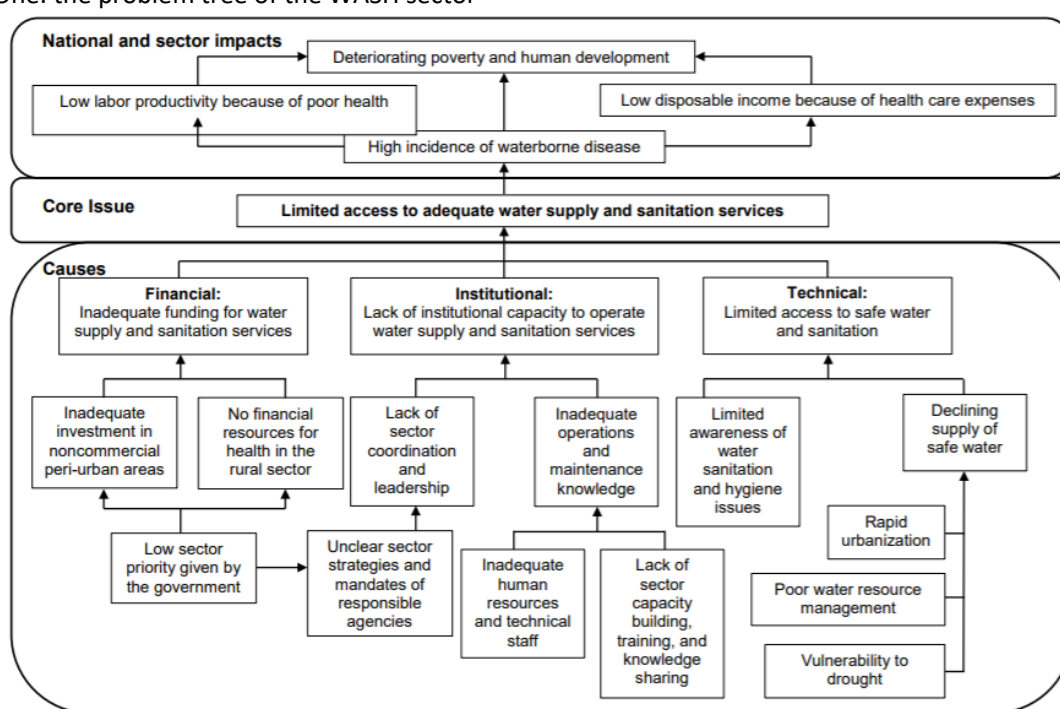 One: the problem tree of the WASH sector
National and sector impacts
Deteriorating poverty and human development
Low labor productivity because of poor health
Low disposable income because of health care expenses
High incidence of waterborne disease
Core Issue
Limited access to adequate water supply and sanitation services
Causes
Financial:
Inadequate funding for water
supply and sanitation services
Institutional:
Lack of institutional capacity to operate
water supply and sanitation services
Technical:
Limited access to safe water
and sanitation
Inadequate
investment in
noncommercial
peri-urban areas
No financial
resources for
health in the
rural sector
Lack of
sector
coordination
and
leadership
Inadequate
operations
and
maintenance
knowledge
Limited
awareness of
water
sanitation
and hygiene
issues
Declining
supply of
safe water
Low sector
priority given by
the government
Unclear sector
strategies and
mandates of
responsible
agencies
Inadequate
human
resources
and technical
staff
Lack of
sector
capacity
building,
training, and
knowledge
sharing
Rapid
urbanization
Poor water resource
management
Vulnerability to
drought